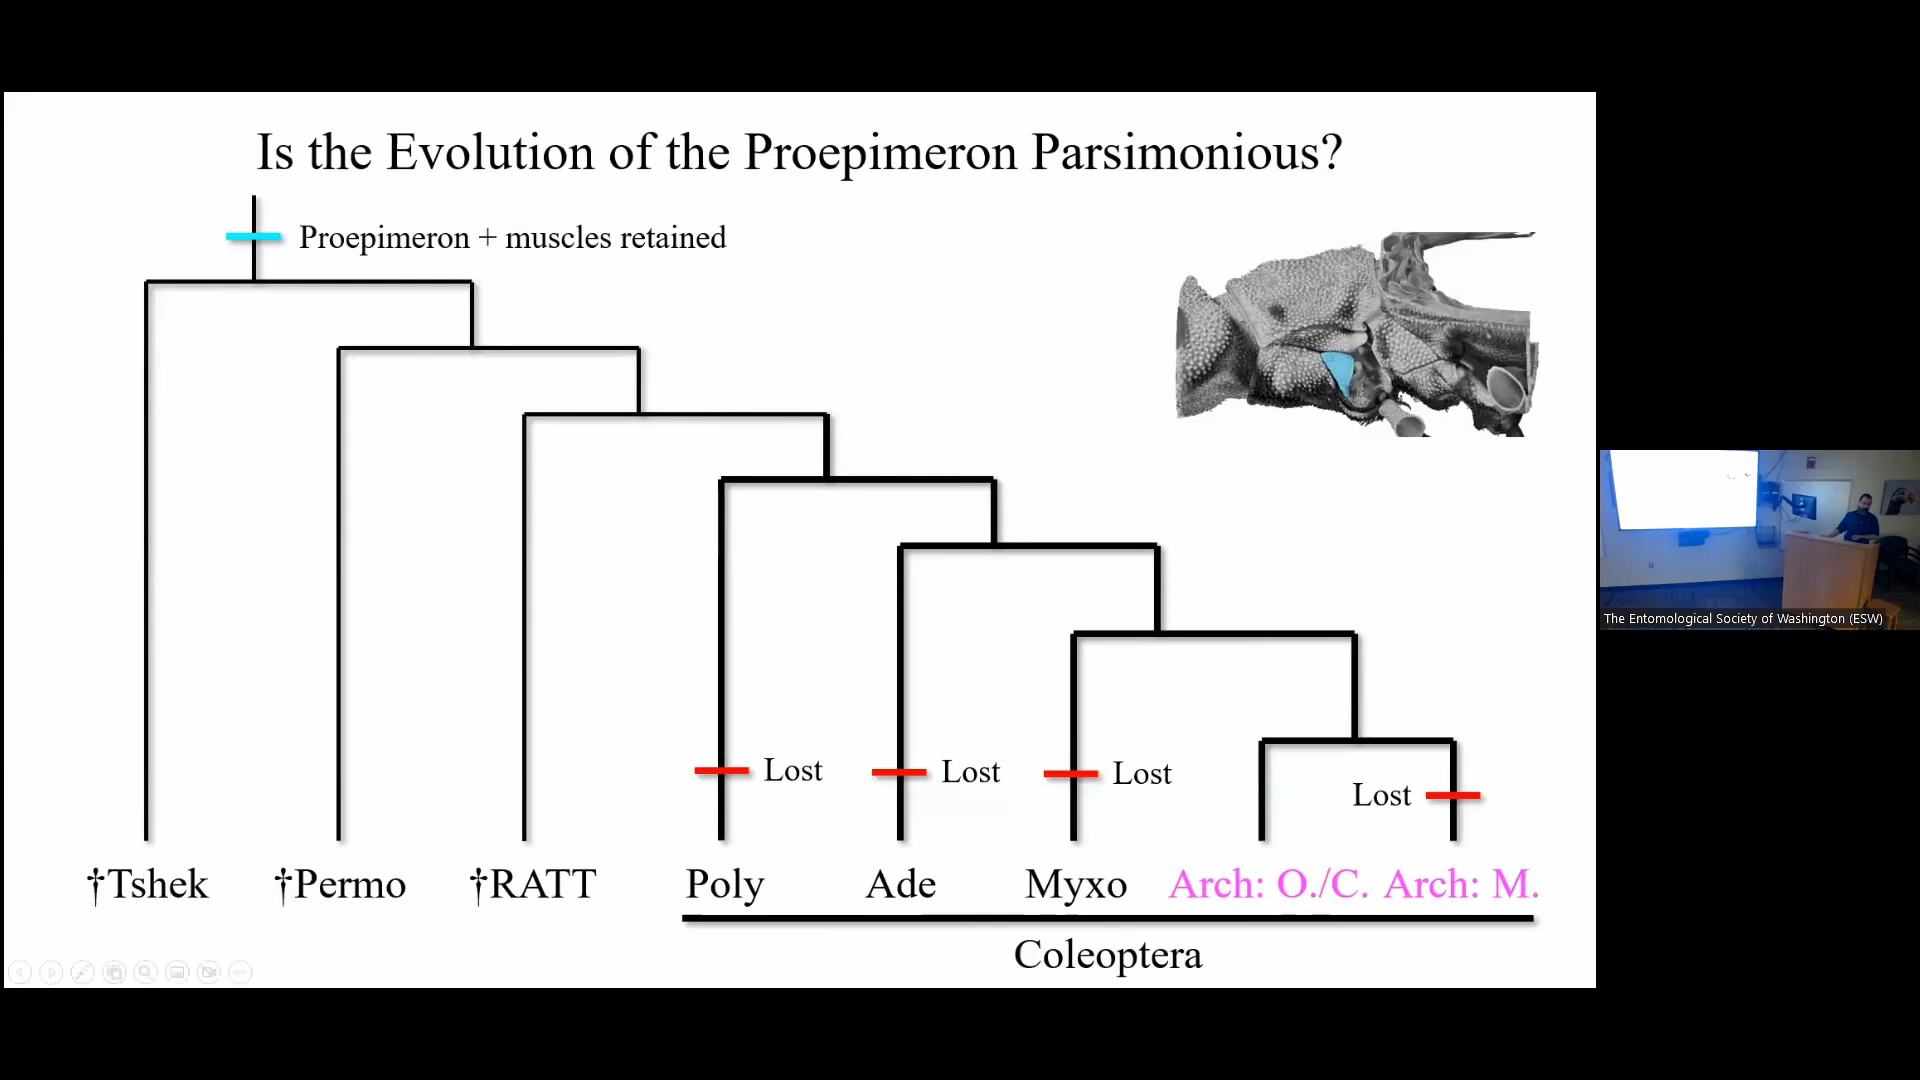 Is the Evolution of the Proepimeron Parsimonious?
Proepimeron + muscles retained
The Entomological Society of Washington (ESW)
Lost
Lost
Lost
Lost
†Tshek
†Permo
†RATT
Poly
Ade
Myxo
Arch: O./C.
Arch: M.
Coleoptera